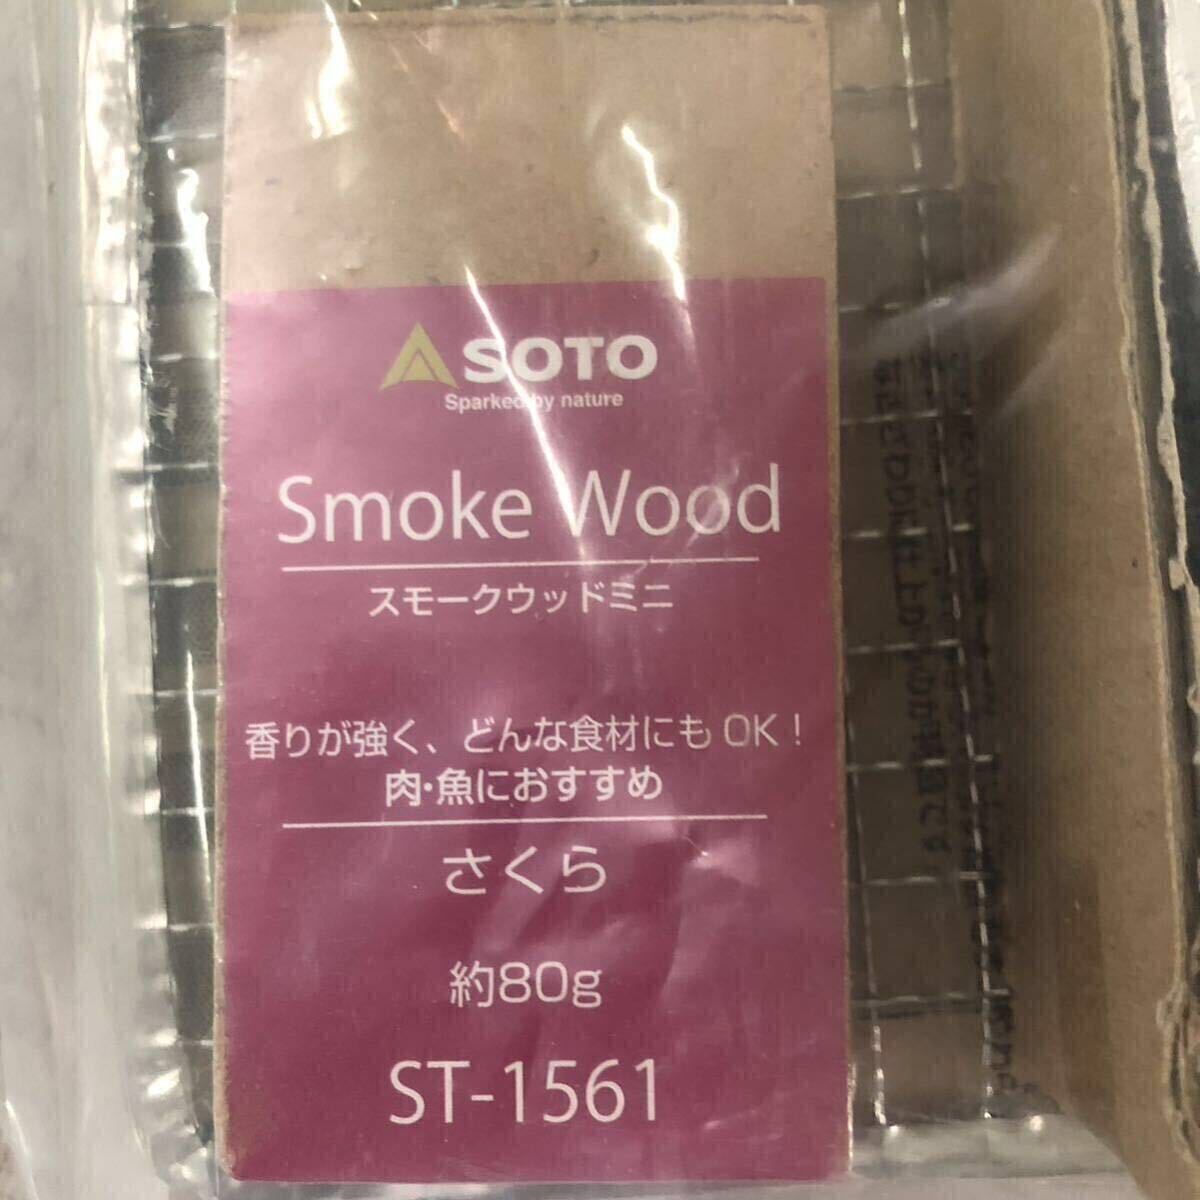 SOTO
Sparked by nature
Smoke Wood
スモークウッドミニ
香りが強く、どんな食材にも OK！
肉・魚におすすめ
さくら
約80g
ST-1561